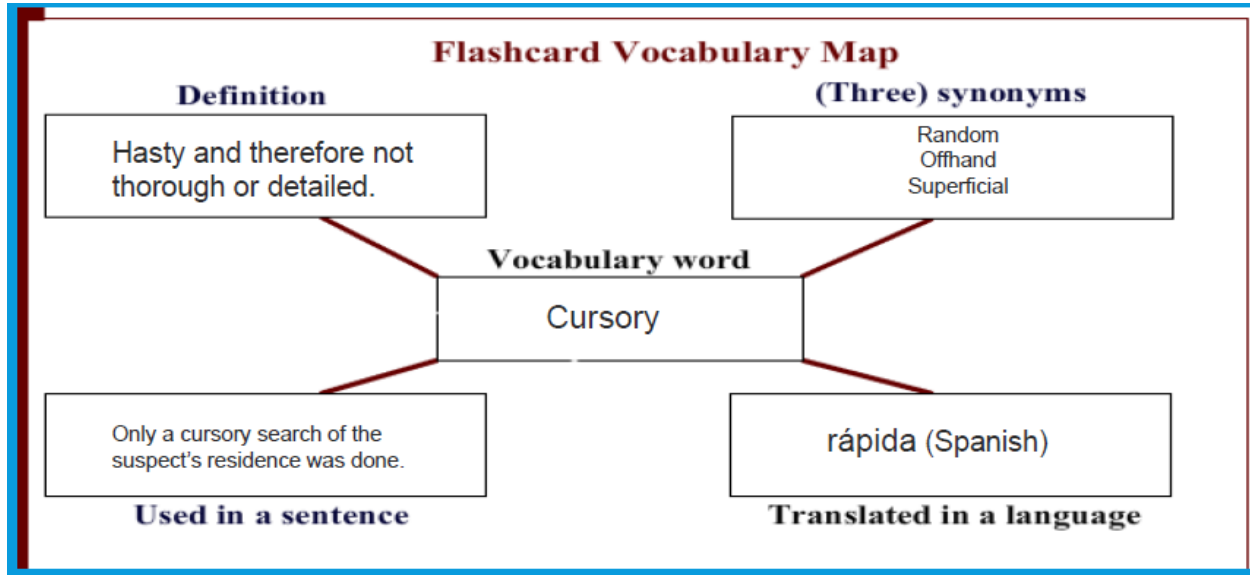 Flashcard Vocabulary Map
Definition
Hasty and therefore not
thorough or detailed.
(Three) synonyms
Random
Offhand
Superficial
Vocabulary word
Cursory
Only a cursory search of the
suspect’s residence was done.
Used in a sentence
rápida (Spanish)
Translated in a language